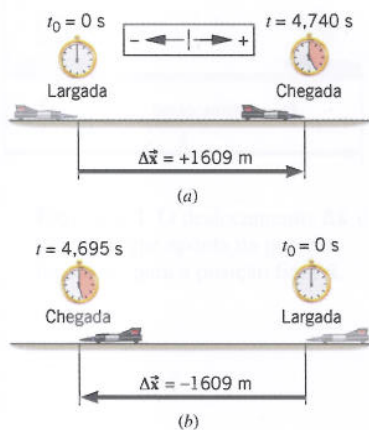 t₀ = 0 s
− | +
t = 4,740 s
Largada
Chegada
Δx⃗ = +1609 m
(a)
t = 4,695 s
t₀ = 0 s
Chegada
Largada
Δx⃗ = −1609 m
(b)